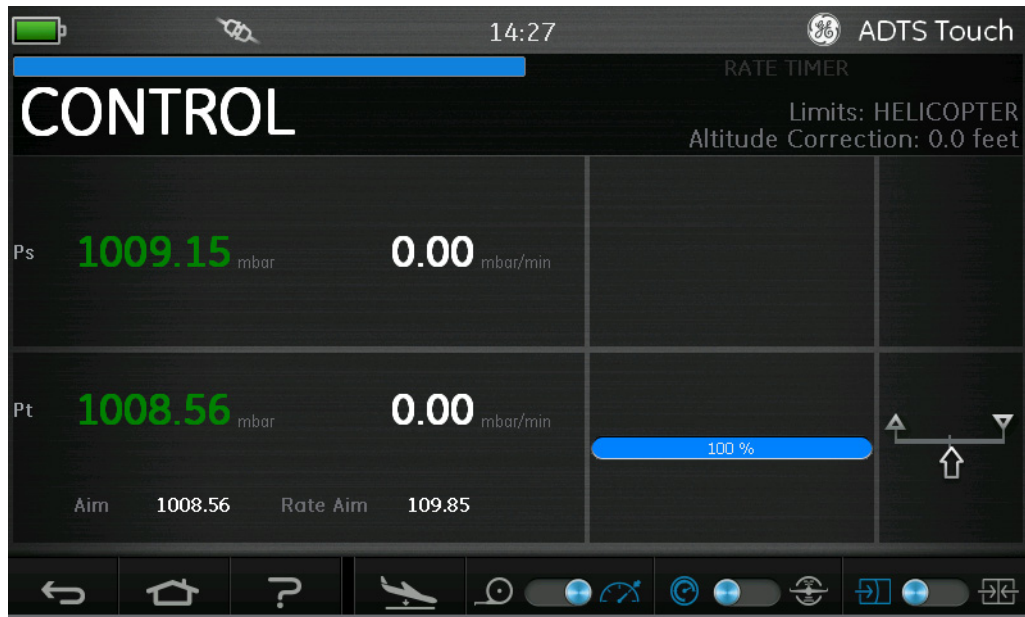 14:27
ADTS Touch
RATE TIMER
CONTROL
Limits: HELICOPTER
Altitude Correction: 0.0 feet
Ps 1009.15 mbar 0.00 mbar/min
Pt 1008.56 mbar 0.00 mbar/min
100 %
Aim 1008.56 Rate Aim 109.85
?